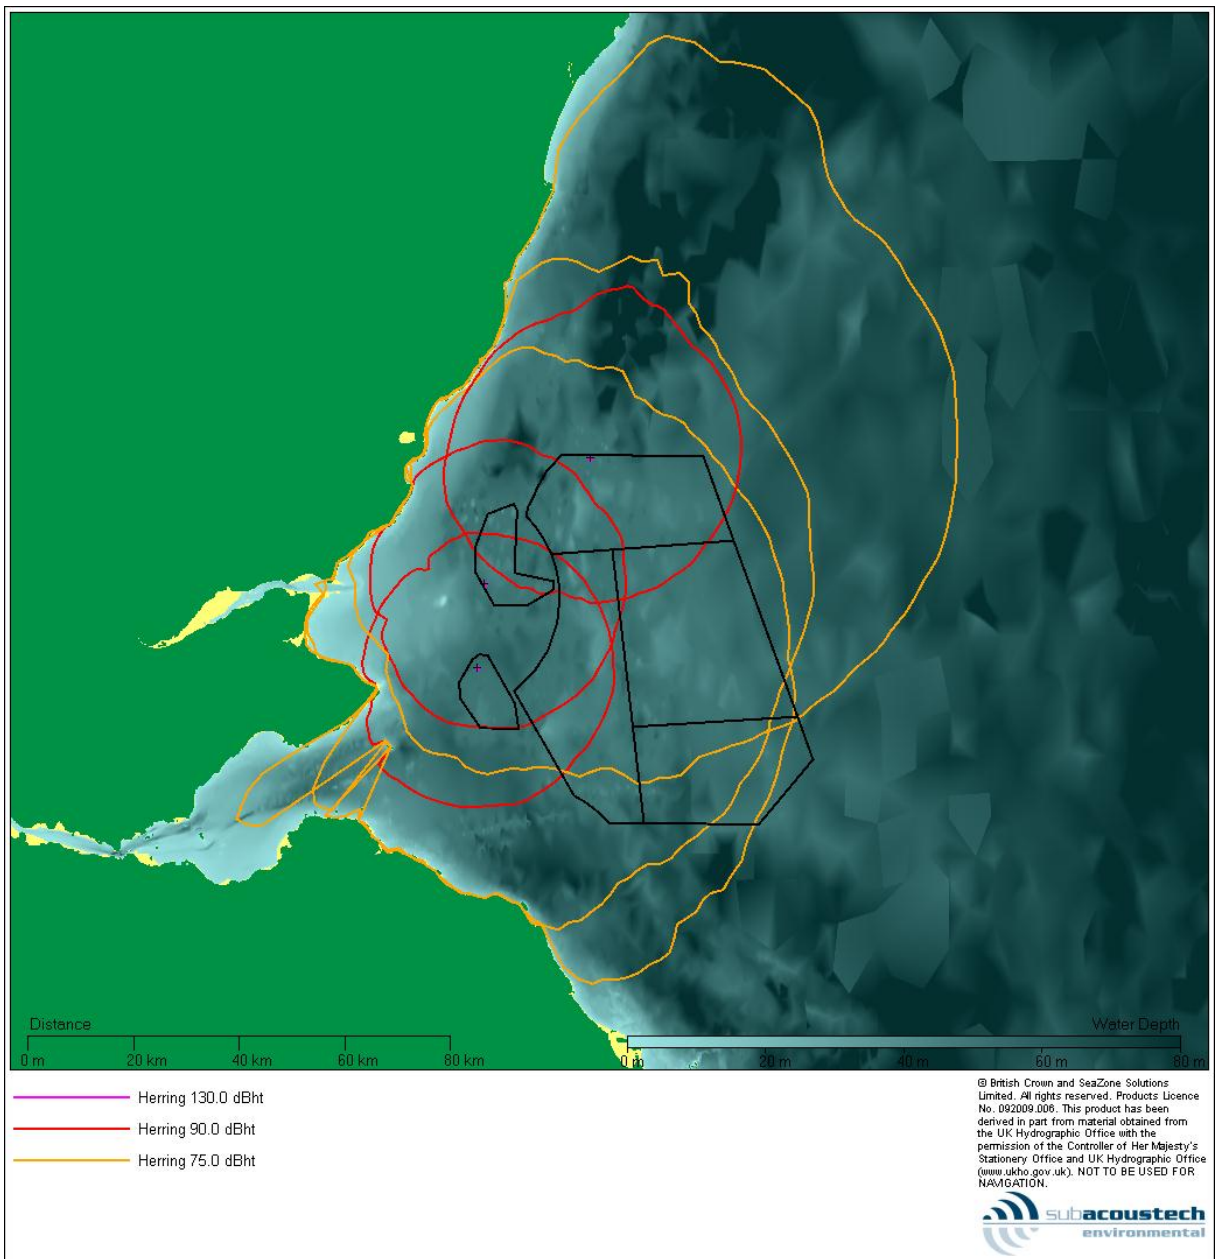 Distance
0 m 20 km 40 km 60 km 80 km
Water Depth
0 m 20 m 40 m 60 m 80 m
Herring 130.0 dBht
Herring 90.0 dBht
Herring 75.0 dBht
© British Crown and SeaZone Solutions
Limited. All rights reserved. Products Licence
No. 092009.006. This product has been
derived in part from material obtained from
the UK Hydrographic Office with the
permission of the Controller of Her Majesty's
Stationery Office and UK Hydrographic Office
(www.ukho.gov.uk). NOT TO BE USED FOR
NAVIGATION.
subacoustech
environmental